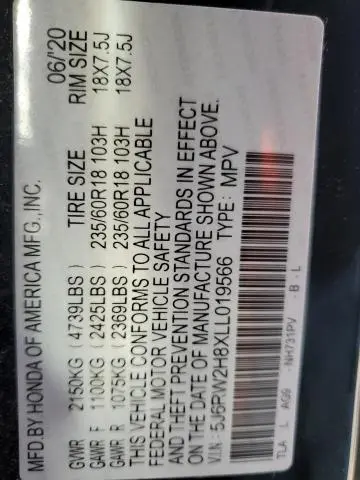 MFD.BY HONDA OF AMERICA MFG.,INC. 06/'20
TIRE SIZE RIM SIZE
GVWR 2150KG (4739LBS)
GAWR F 1100KG (2425LBS) 235/60R18 103H 18X7.5J
GAWR R 1075KG (2369LBS) 235/60R18 103H 18X7.5J
THIS VEHICLE CONFORMS TO ALL APPLICABLE
FEDERAL MOTOR VEHICLE SAFETY
AND THEFT PREVENTION STANDARDS IN EFFECT
ON THE DATE OF MANUFACTURE SHOWN ABOVE.
V.I.N: 5J6RW2H8XLL019566 TYPE: MPV
TLA L AG9 -NH731PV -B -L